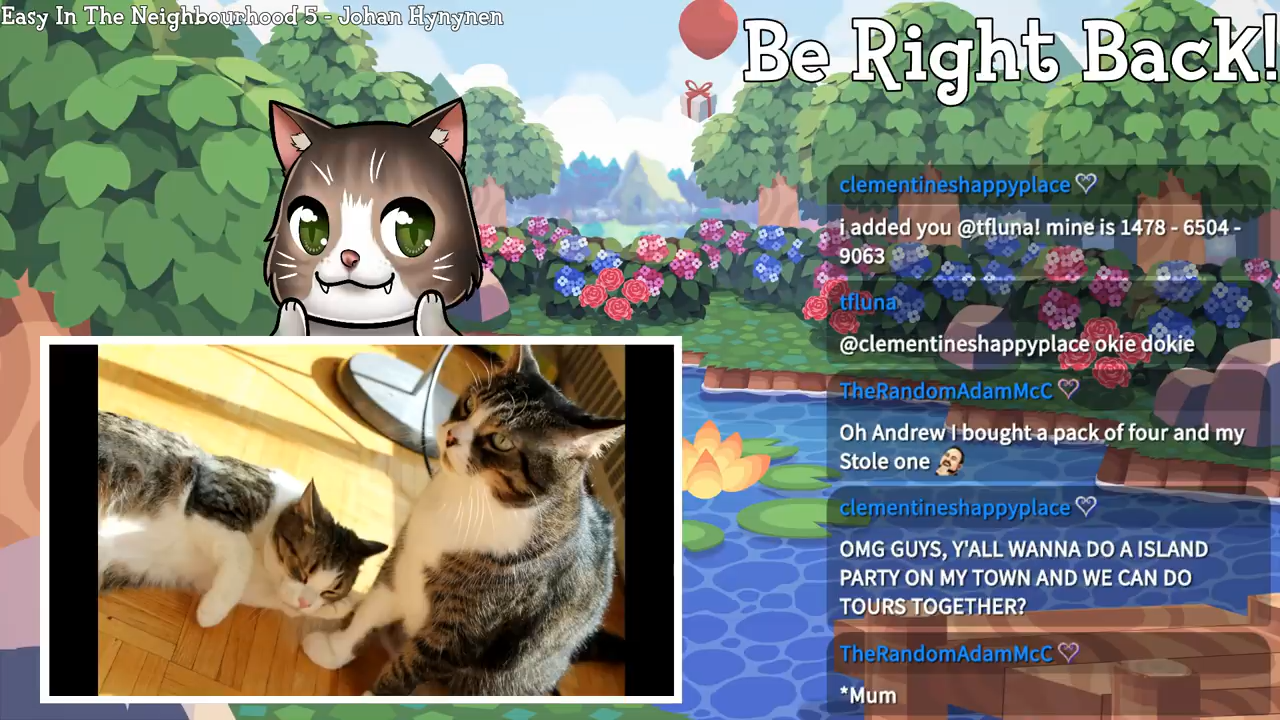 Easy In The Neighbourhood 5 - Johan Hynynen
Be Right Back!
clementineshappyplace
i added you @tfluna! mine is 1478 - 6504 -
9063
tfluna
@clementineshappyplace okie dokie
TheRandomAdamMcC
Oh Andrew I bought a pack of four and my
Stole one
clementineshappyplace
OMG GUYS, Y'ALL WANNA DO A ISLAND
PARTY ON MY TOWN AND WE CAN DO
TOURS TOGETHER?
TheRandomAdamMcC
*Mum